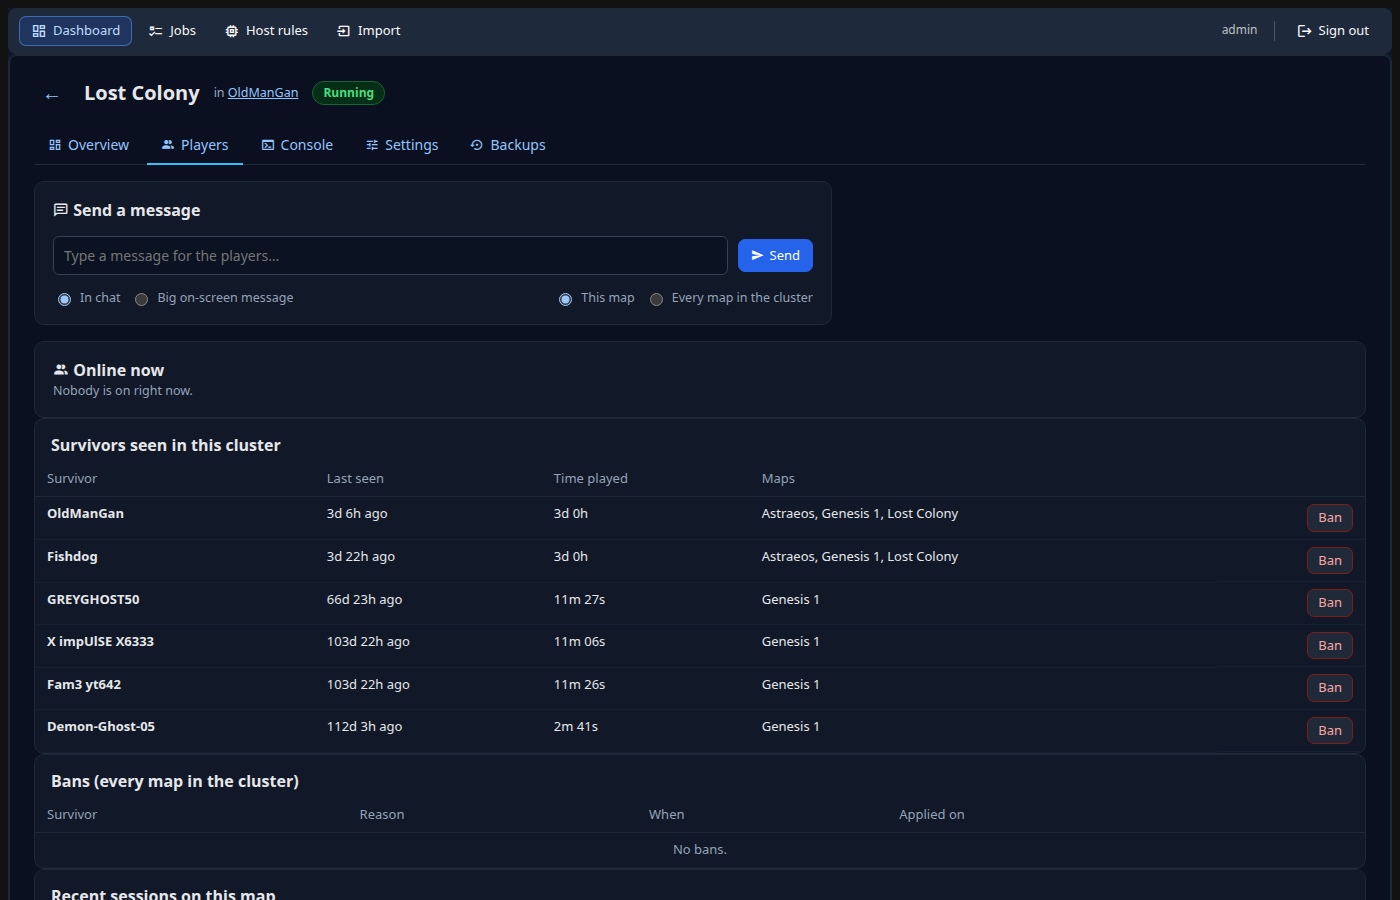 Dashboard Jobs Host rules Import admin Sign out
← Lost Colony in OldManGan Running
Overview Players Console Settings Backups
Send a message
Type a message for the players... Send
In chat Big on-screen message This map Every map in the cluster
Online now
Nobody is on right now.
Survivors seen in this cluster
Survivor Last seen Time played Maps
OldManGan 3d 6h ago 3d 0h Astraeos, Genesis 1, Lost Colony Ban
Fishdog 3d 22h ago 3d 0h Astraeos, Genesis 1, Lost Colony Ban
GREYGHOST50 66d 23h ago 11m 27s Genesis 1 Ban
X impUlSE X6333 103d 22h ago 11m 06s Genesis 1 Ban
Fam3 yt642 103d 22h ago 11m 26s Genesis 1 Ban
Demon-Ghost-05 112d 3h ago 2m 41s Genesis 1 Ban
Bans (every map in the cluster)
Survivor Reason When Applied on
No bans.
Recent sessions on this map